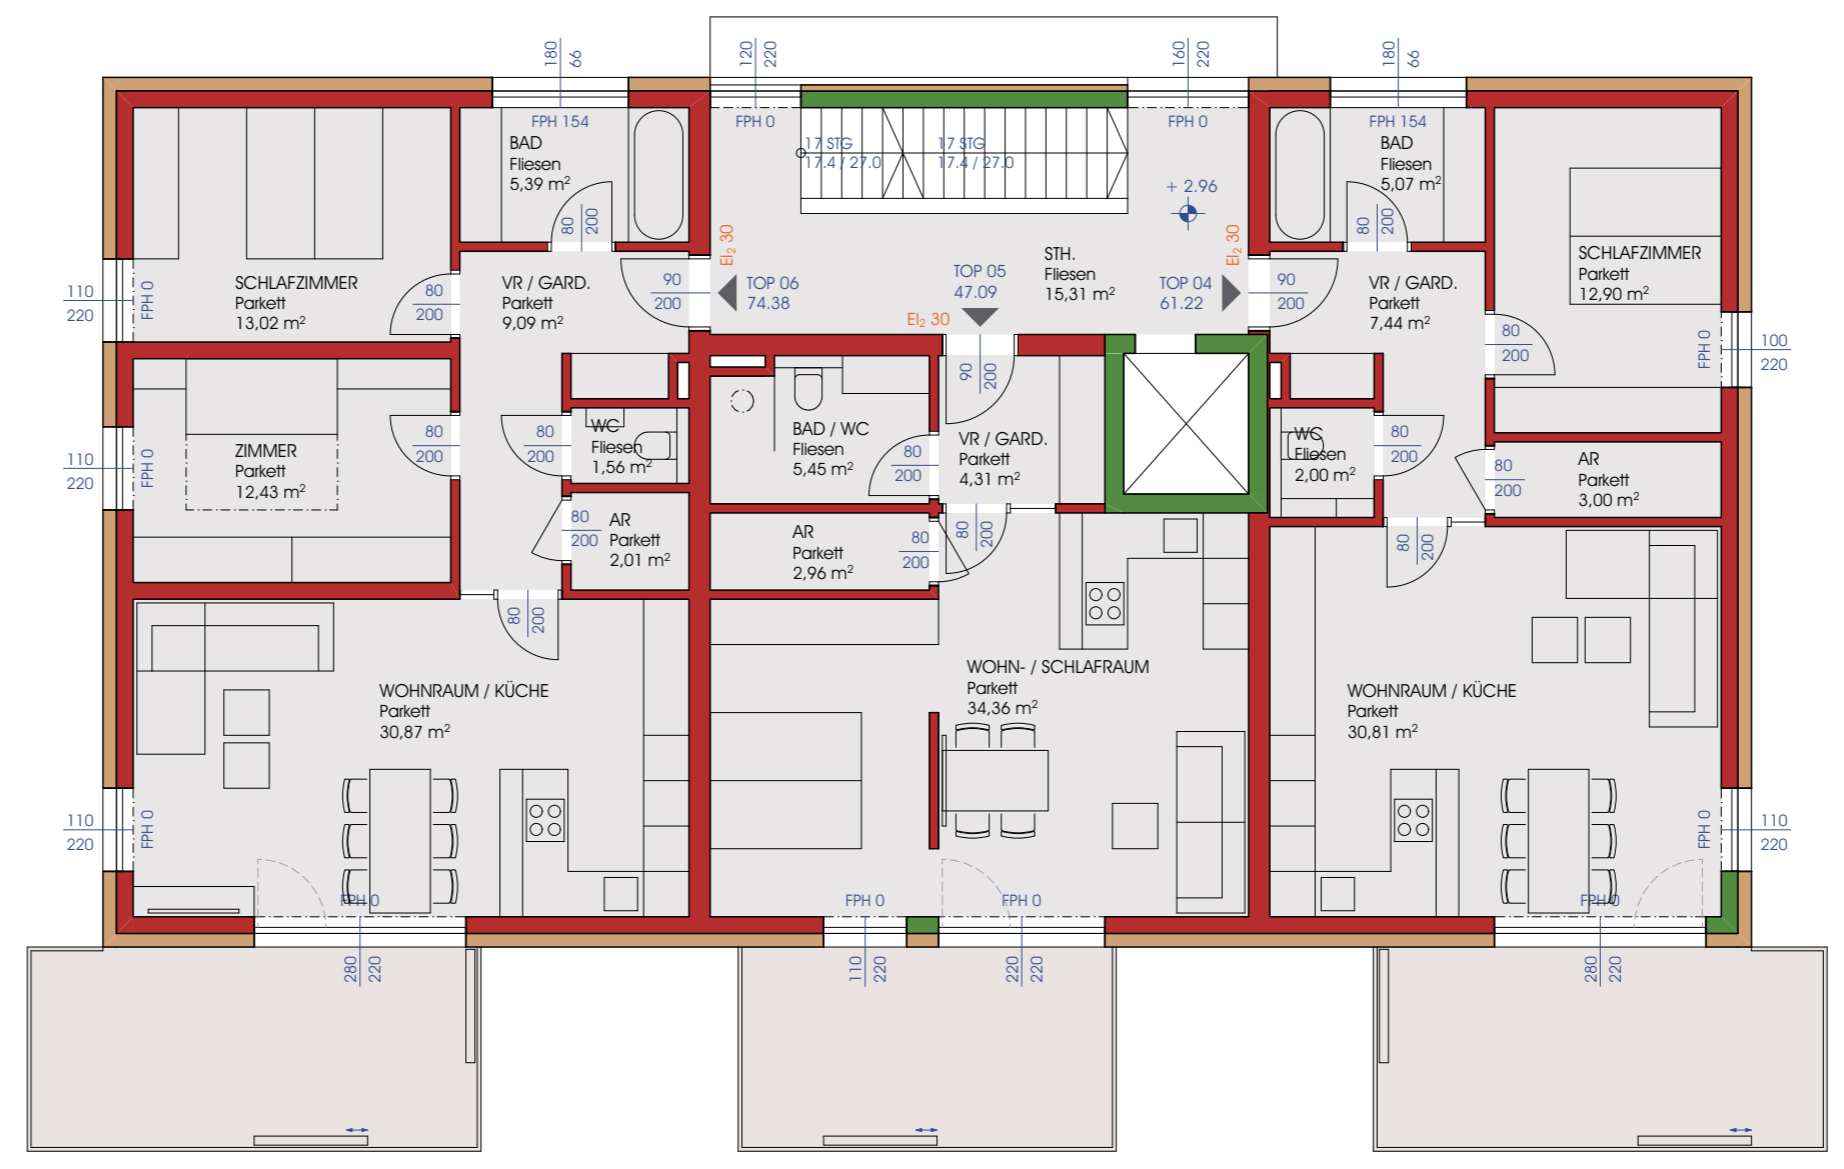 180
66
120
220
160
220
180
66
FPH 154
FPH 0
FPH 0
FPH 154
BAD
Fliesen
5,39 m²
17 STG
17.4 / 27.0
17 STG
17.4 / 27.0
BAD
Fliesen
5,07 m²
+ 2.96
80
200
80
200
EI₂ 30
EI₂ 30
110
220
FPH 0
SCHLAFZIMMER
Parkett
13,02 m²
80
200
VR / GARD.
Parkett
9,09 m²
90
200
TOP 06
74.38
TOP 05
47.09
STH.
Fliesen
15,31 m²
TOP 04
61.22
90
200
VR / GARD.
Parkett
7,44 m²
SCHLAFZIMMER
Parkett
12,90 m²
EI₂ 30
80
200
FPH 0
100
220
90
200
110
220
FPH 0
ZIMMER
Parkett
12,43 m²
80
200
80
200
WC
Fliesen
1,56 m²
BAD / WC
Fliesen
5,45 m²
80
200
VR / GARD.
Parkett
4,31 m²
WC
Fliesen
2,00 m²
80
200
80
200
AR
Parkett
3,00 m²
80
200
AR
Parkett
2,01 m²
AR
Parkett
2,96 m²
80
200
80
200
80
200
80
200
WOHNRAUM / KÜCHE
Parkett
30,87 m²
WOHN- / SCHLAFRAUM
Parkett
34,36 m²
WOHNRAUM / KÜCHE
Parkett
30,81 m²
110
220
FPH 0
FPH 0
110
220
FPH 0
FPH 0
FPH 0
FPH 0
280
220
110
220
220
220
280
220